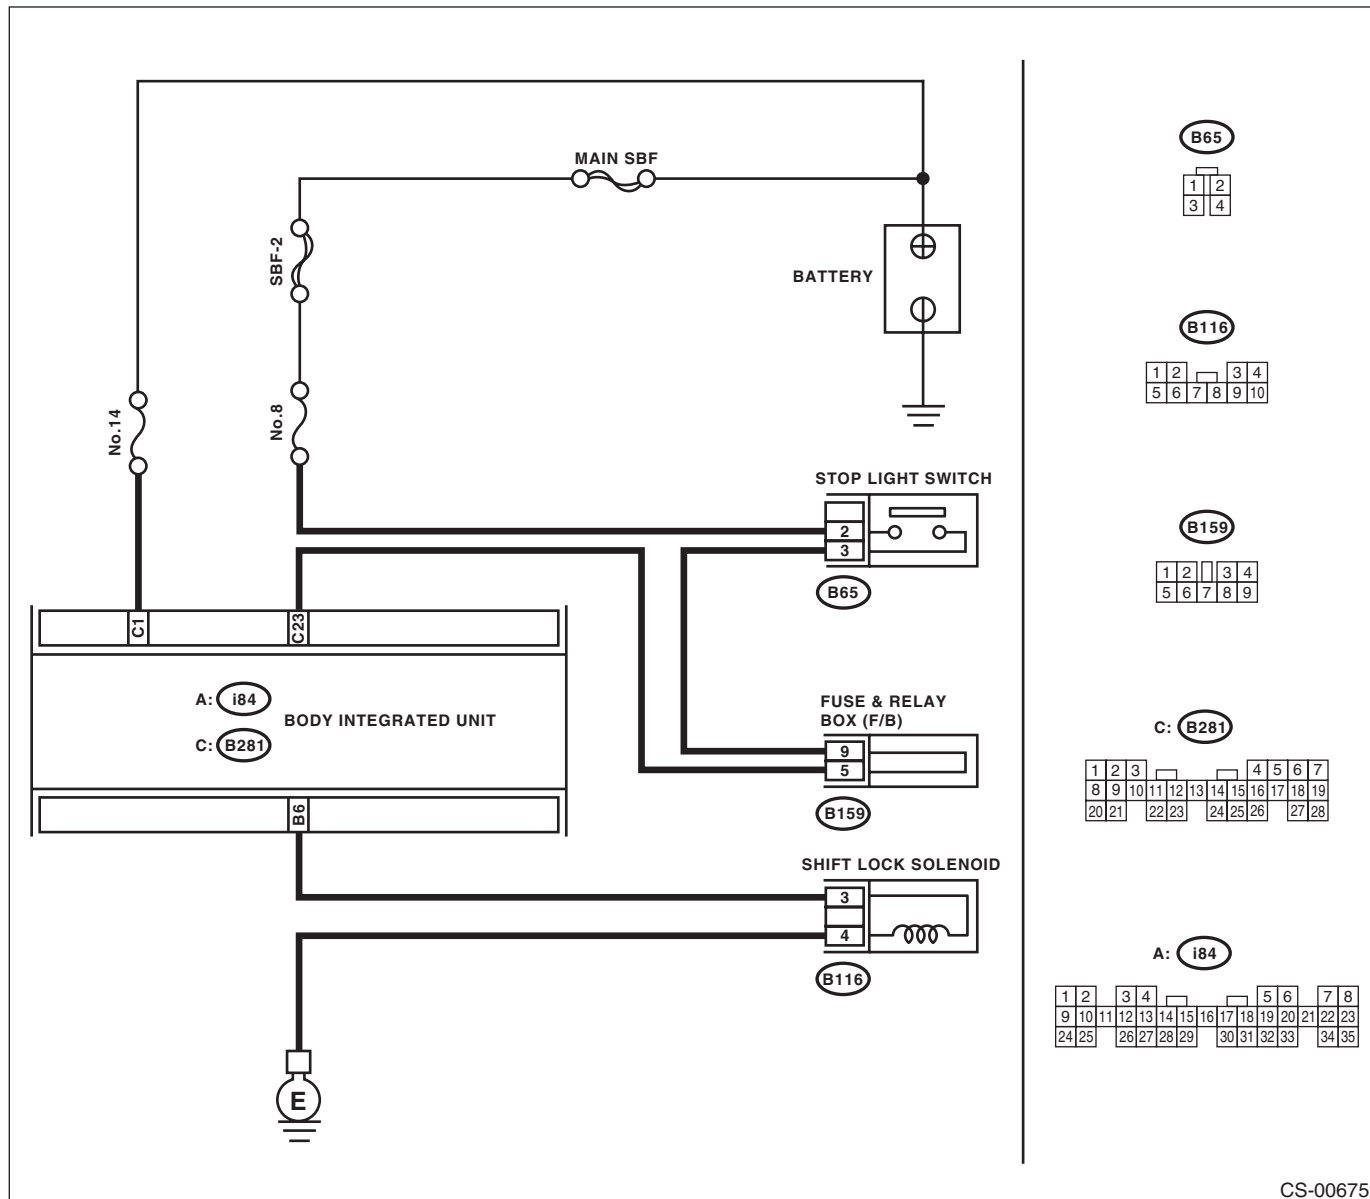 MAIN SBF
SBF-2
BATTERY
No.14
No.8
STOP LIGHT SWITCH
2
3
B65
C1
C23
A: i84
BODY INTEGRATED UNIT
C: B281
FUSE & RELAY
BOX (F/B)
9
5
B159
B6
SHIFT LOCK SOLENOID
3
4
B116
E
B65
1 2
3 4
B116
1 2 3 4
5 6 7 8 9 10
B159
1 2 3 4
5 6 7 8 9
C: B281
1 2 3 4 5 6 7
8 9 10 11 12 13 14 15 16 17 18 19
20 21 22 23 24 25 26 27 28
A: i84
1 2 3 4 5 6 7 8
9 10 11 12 13 14 15 16 17 18 19 20 21 22 23
24 25 26 27 28 29 30 31 32 33 34 35
CS-00675